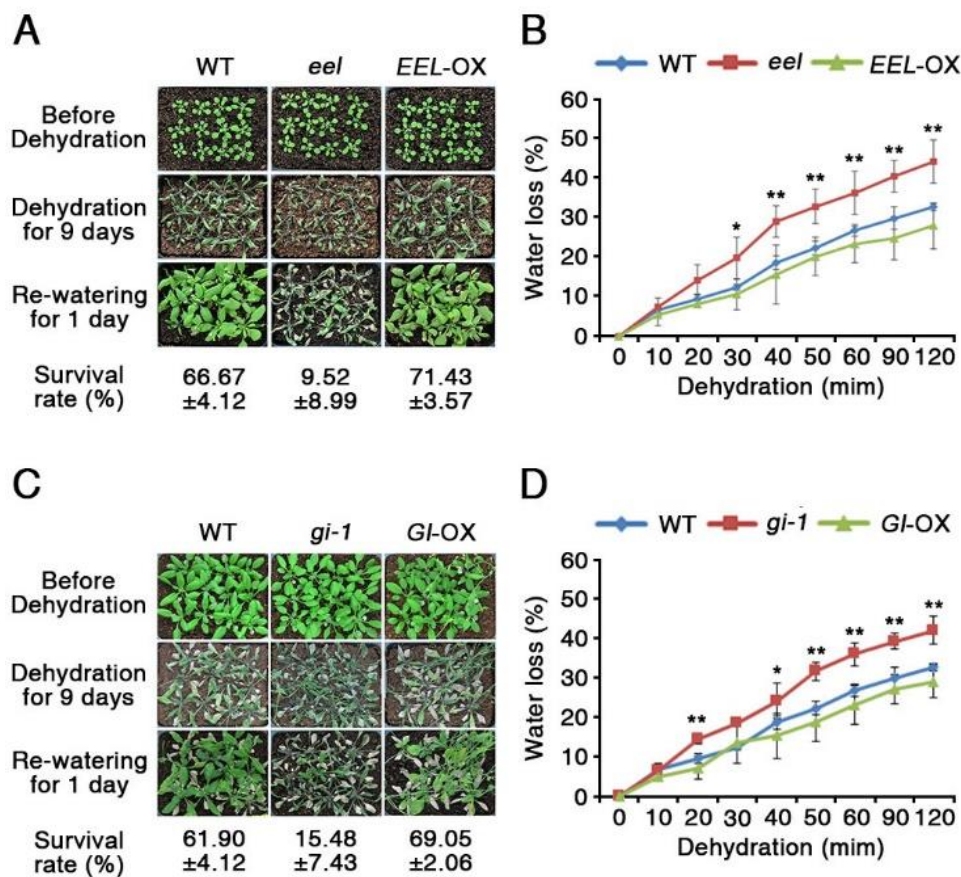 A
WT eel EEL-OX
Before
Dehydration
Dehydration
for 9 days
Re-watering
for 1 day
Survival
rate (%)
66.67 9.52 71.43
±4.12 ±8.99 ±3.57
B
WT eel EEL-OX
Water loss (%)
60
50
40
30
20
10
0
* ** ** ** ** **
0 10 20 30 40 50 60 90 120
Dehydration (mim)
C
WT gi-1 GI-OX
Before
Dehydration
Dehydration
for 9 days
Re-watering
for 1 day
Survival
rate (%)
61.90 15.48 69.05
±4.12 ±7.43 ±2.06
D
WT gi-1 GI-OX
Water loss (%)
60
50
40
30
20
10
0
** * ** ** ** **
0 10 20 30 40 50 60 90 120
Dehydration (mim)